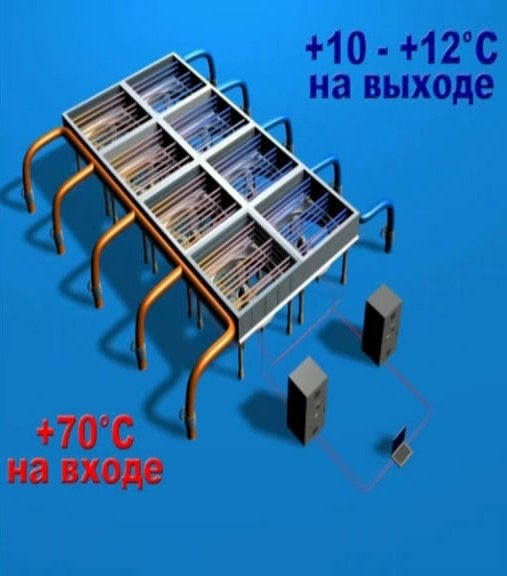 +10 - +12°C
на выходе
+70°C
на входе